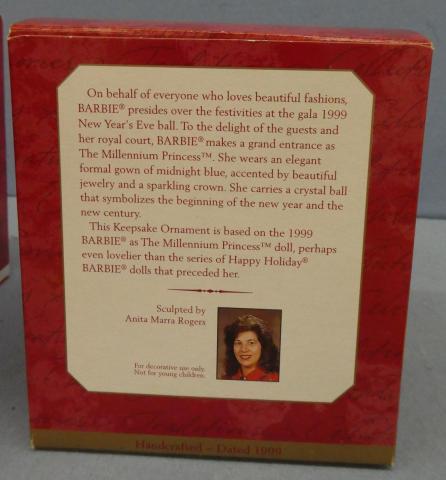 On behalf of everyone who loves beautiful fashions,
BARBIE® presides over the festivities at the gala 1999
New Year's Eve ball. To the delight of the guests and
her royal court, BARBIE® makes a grand entrance as
The Millennium Princess™. She wears an elegant
formal gown of midnight blue, accented by beautiful
jewelry and a sparkling crown. She carries a crystal ball
that symbolizes the beginning of the new year and the
new century.
This Keepsake Ornament is based on the 1999
BARBIE® as The Millennium Princess™ doll, perhaps
even lovelier than the series of Happy Holiday®
BARBIE® dolls that preceded her.
Sculpted by
Anita Marra Rogers
For decorative use only.
Not for young children.
Handcrafted – Dated 1999